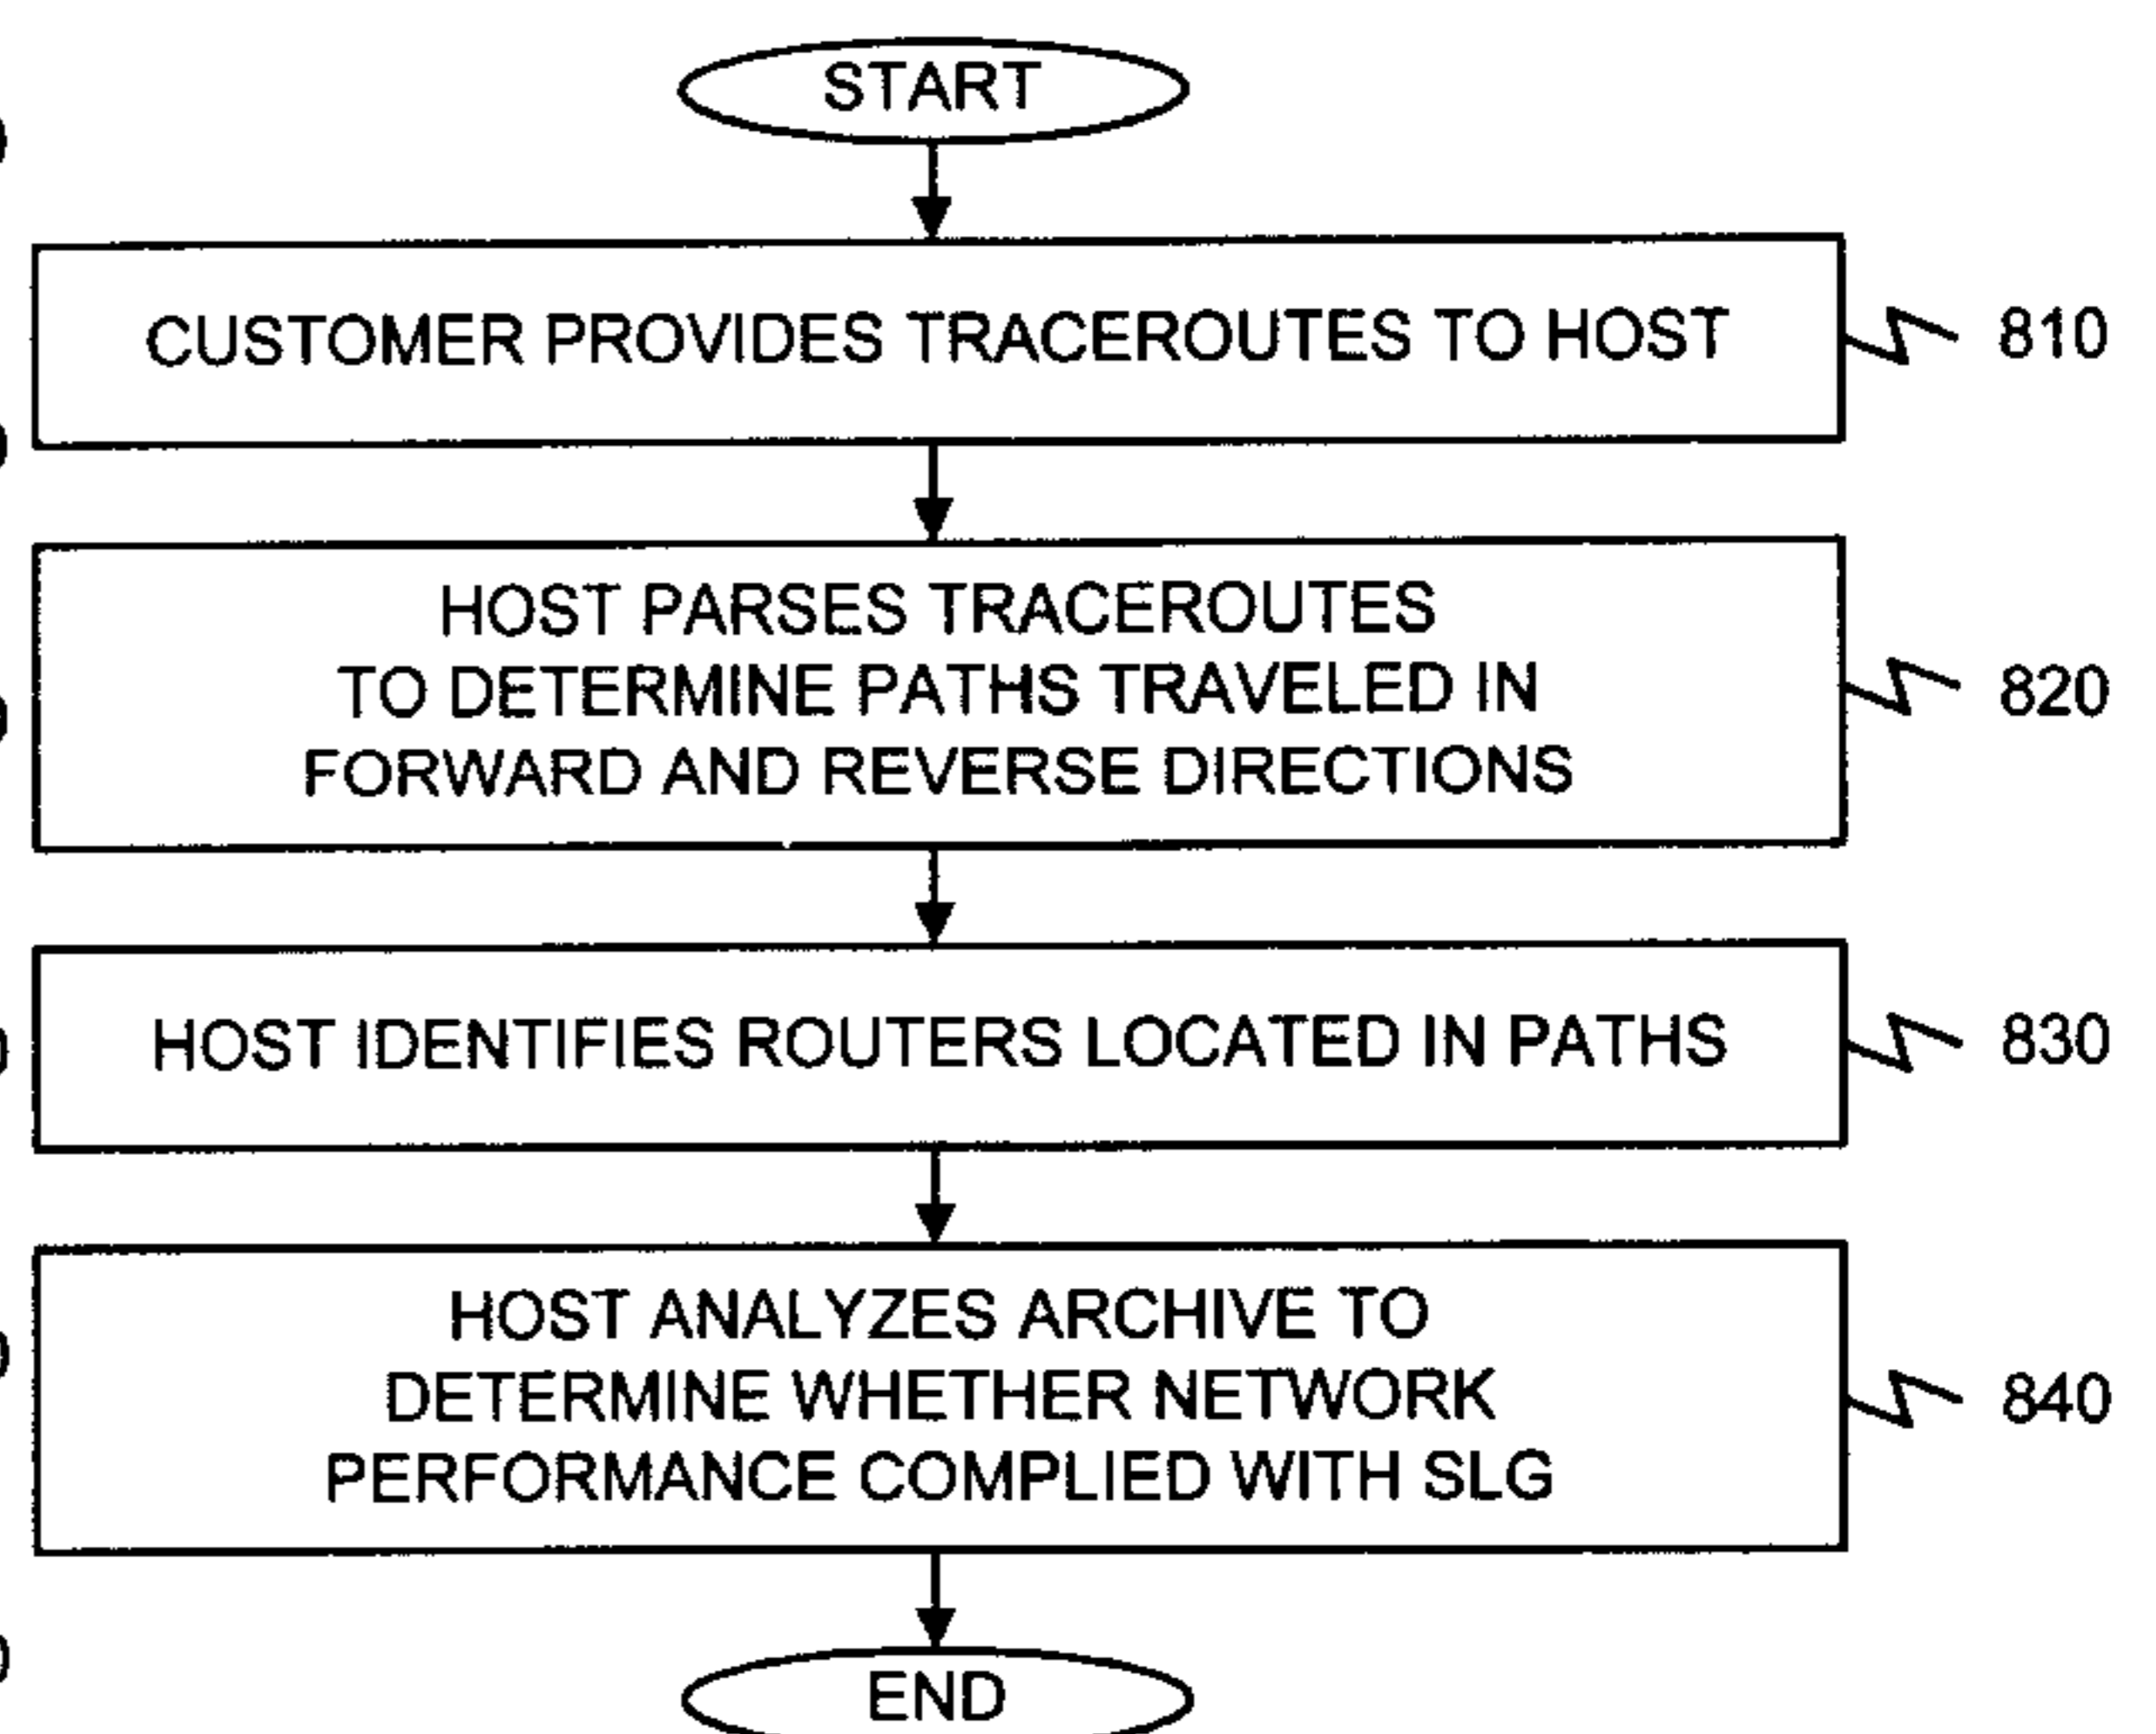 START
CUSTOMER PROVIDES TRACEROUTES TO HOST
810
HOST PARSES TRACEROUTES
TO DETERMINE PATHS TRAVELED IN
FORWARD AND REVERSE DIRECTIONS
820
HOST IDENTIFIES ROUTERS LOCATED IN PATHS
830
HOST ANALYZES ARCHIVE TO
DETERMINE WHETHER NETWORK
PERFORMANCE COMPLIED WITH SLG
840
END